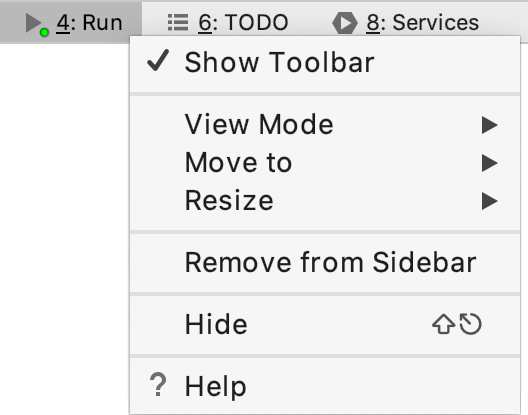 4: Run 6: TODO 8: Services
Show Toolbar
View Mode
Move to
Resize
Remove from Sidebar
Hide ⇧⎋
? Help